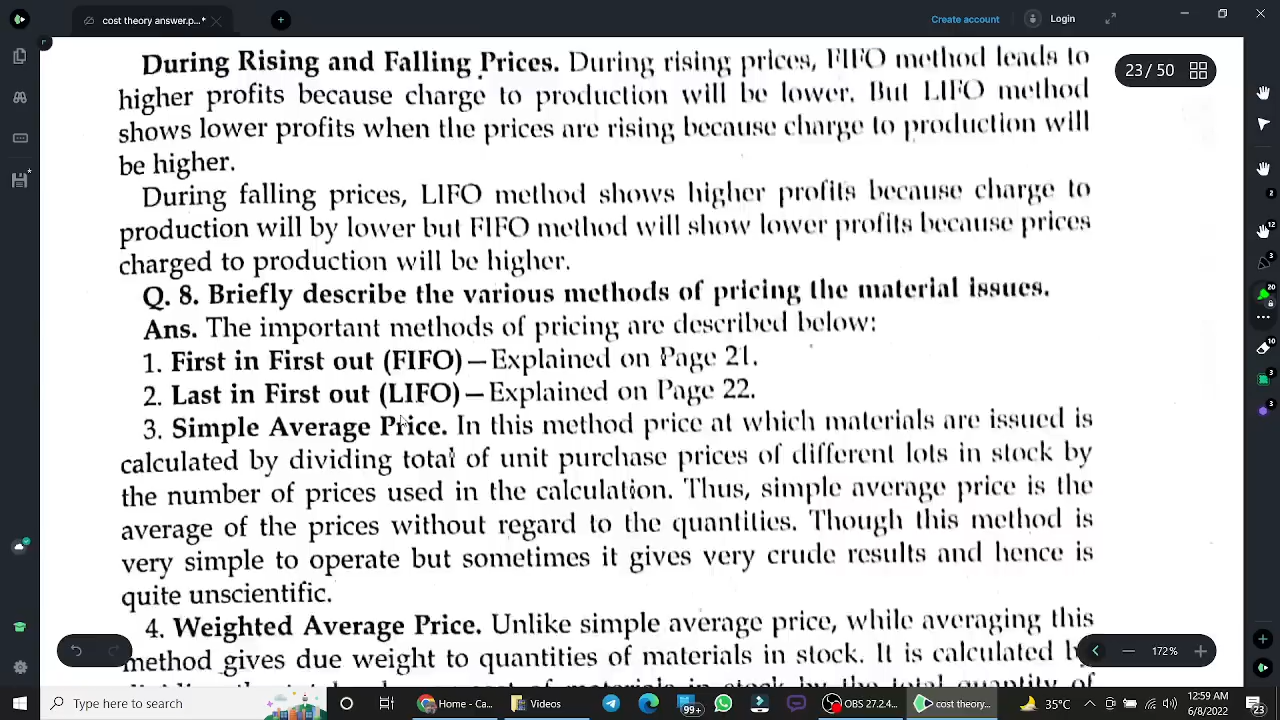 cost theory answer.p...*
Create account
Login
During Rising and Falling Prices. During rising prices, FIFO method leads to
23 / 50
higher profits because charge to production will be lower. But LIFO method
shows lower profits when the prices are rising because charge to production will
be higher.
During falling prices, LIFO method shows higher profits because charge to
production will by lower but FIFO method will show lower profits because prices
charged to production will be higher.
Q. 8. Briefly describe the various methods of pricing the material issues.
Ans. The important methods of pricing are described below:
1. First in First out (FIFO)—Explained on Page 21.
2. Last in First out (LIFO)—Explained on Page 22.
3. Simple Average Price. In this method price at which materials are issued is
calculated by dividing total of unit purchase prices of different lots in stock by
the number of prices used in the calculation. Thus, simple average price is the
average of the prices without regard to the quantities. Though this method is
very simple to operate but sometimes it gives very crude results and hence is
quite unscientific.
4. Weighted Average Price. Unlike simple average price, while averaging this
method gives due weight to quantities of materials in stock. It is calculated
172%
2
12
3
20
10
3
3
Type here to search
Home - Ca...
Videos
99+
OBS 27.2.4...
cost theory...
35°C
12:59 AM
6/8/2022
23